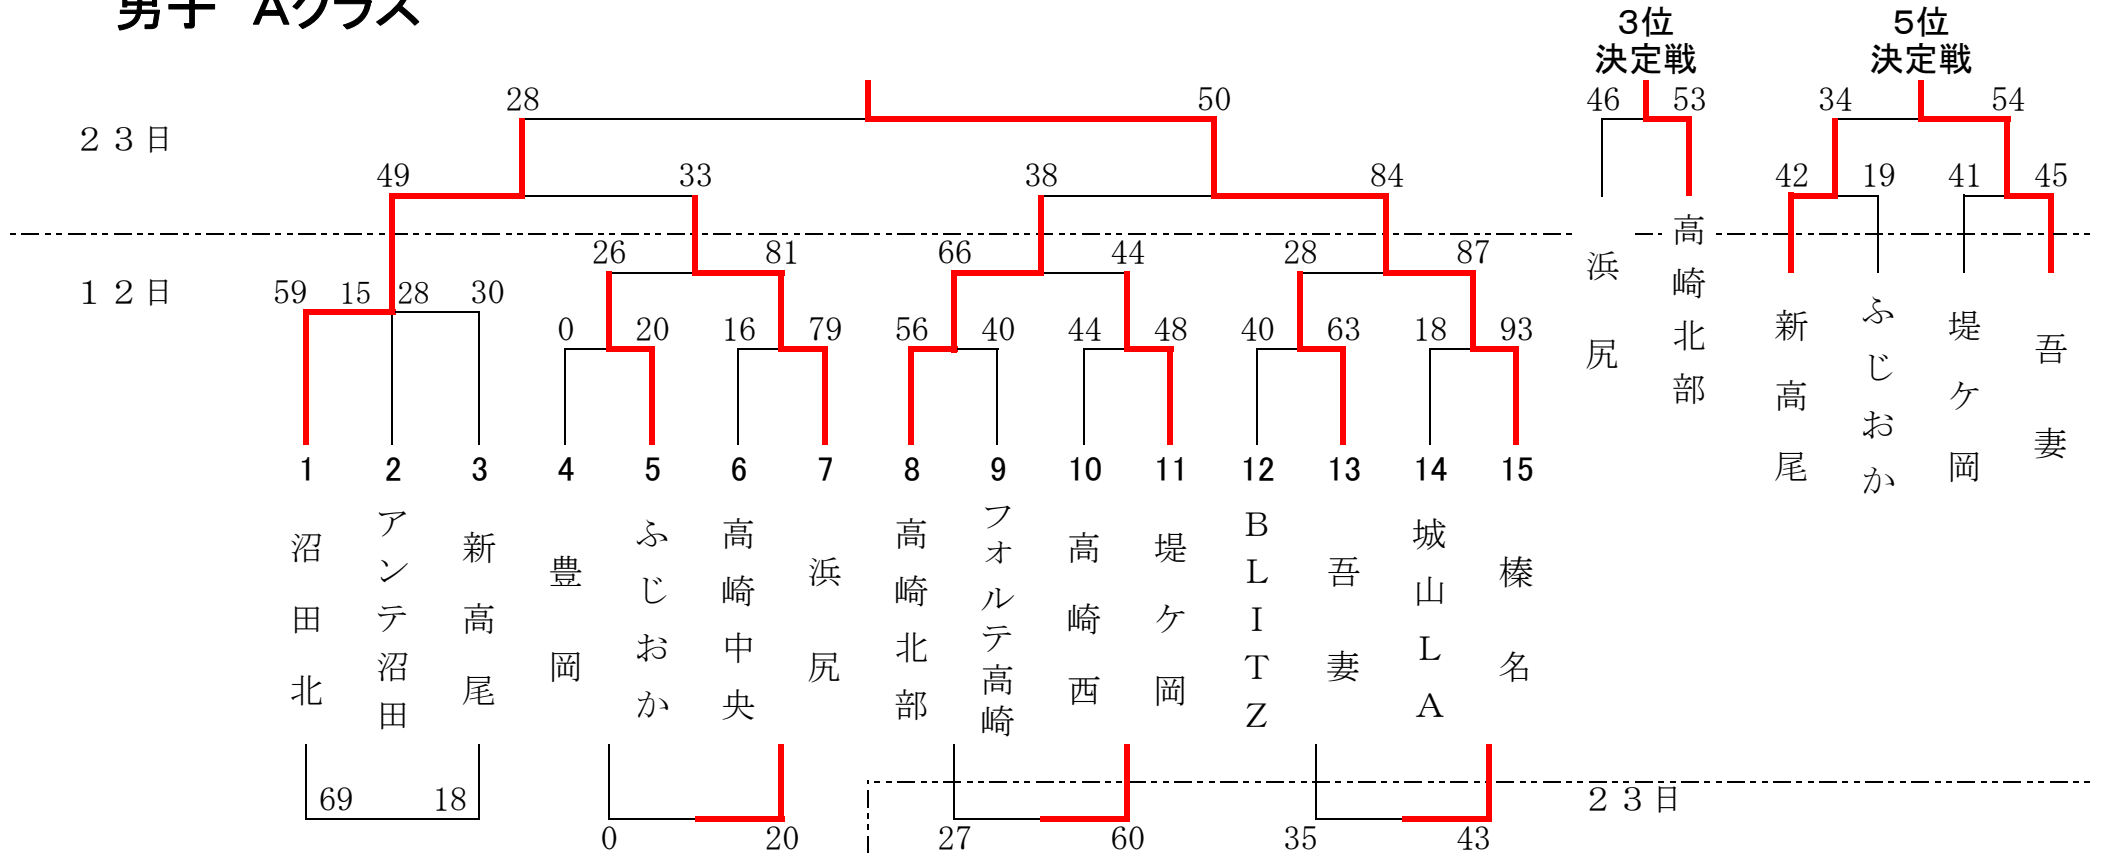 男子 Aクラス
3位
決定戦
5位
決定戦
28 50 46 53 34 54
２３日
49 33 38 84 42 19 41 45
26 81 66 44 28 87
１２日
59 15 28 30
0 20 16 79 56 40 44 48 40 63 18 93
浜尻
高崎北部
新高尾
ふじおか
堤ケ岡
吾妻
1 2 3 4 5 6 7 8 9 10 11 12 13 14 15
沼田北
アンテ沼田
新高尾
豊岡
ふじおか
高崎中央
浜尻
高崎北部
フォルテ高崎
高崎西
堤ケ岡
ＢＬＩＴＺ
吾妻
城山ＬＡ
榛名
69 18
２３日
0 20 27 60 35 43